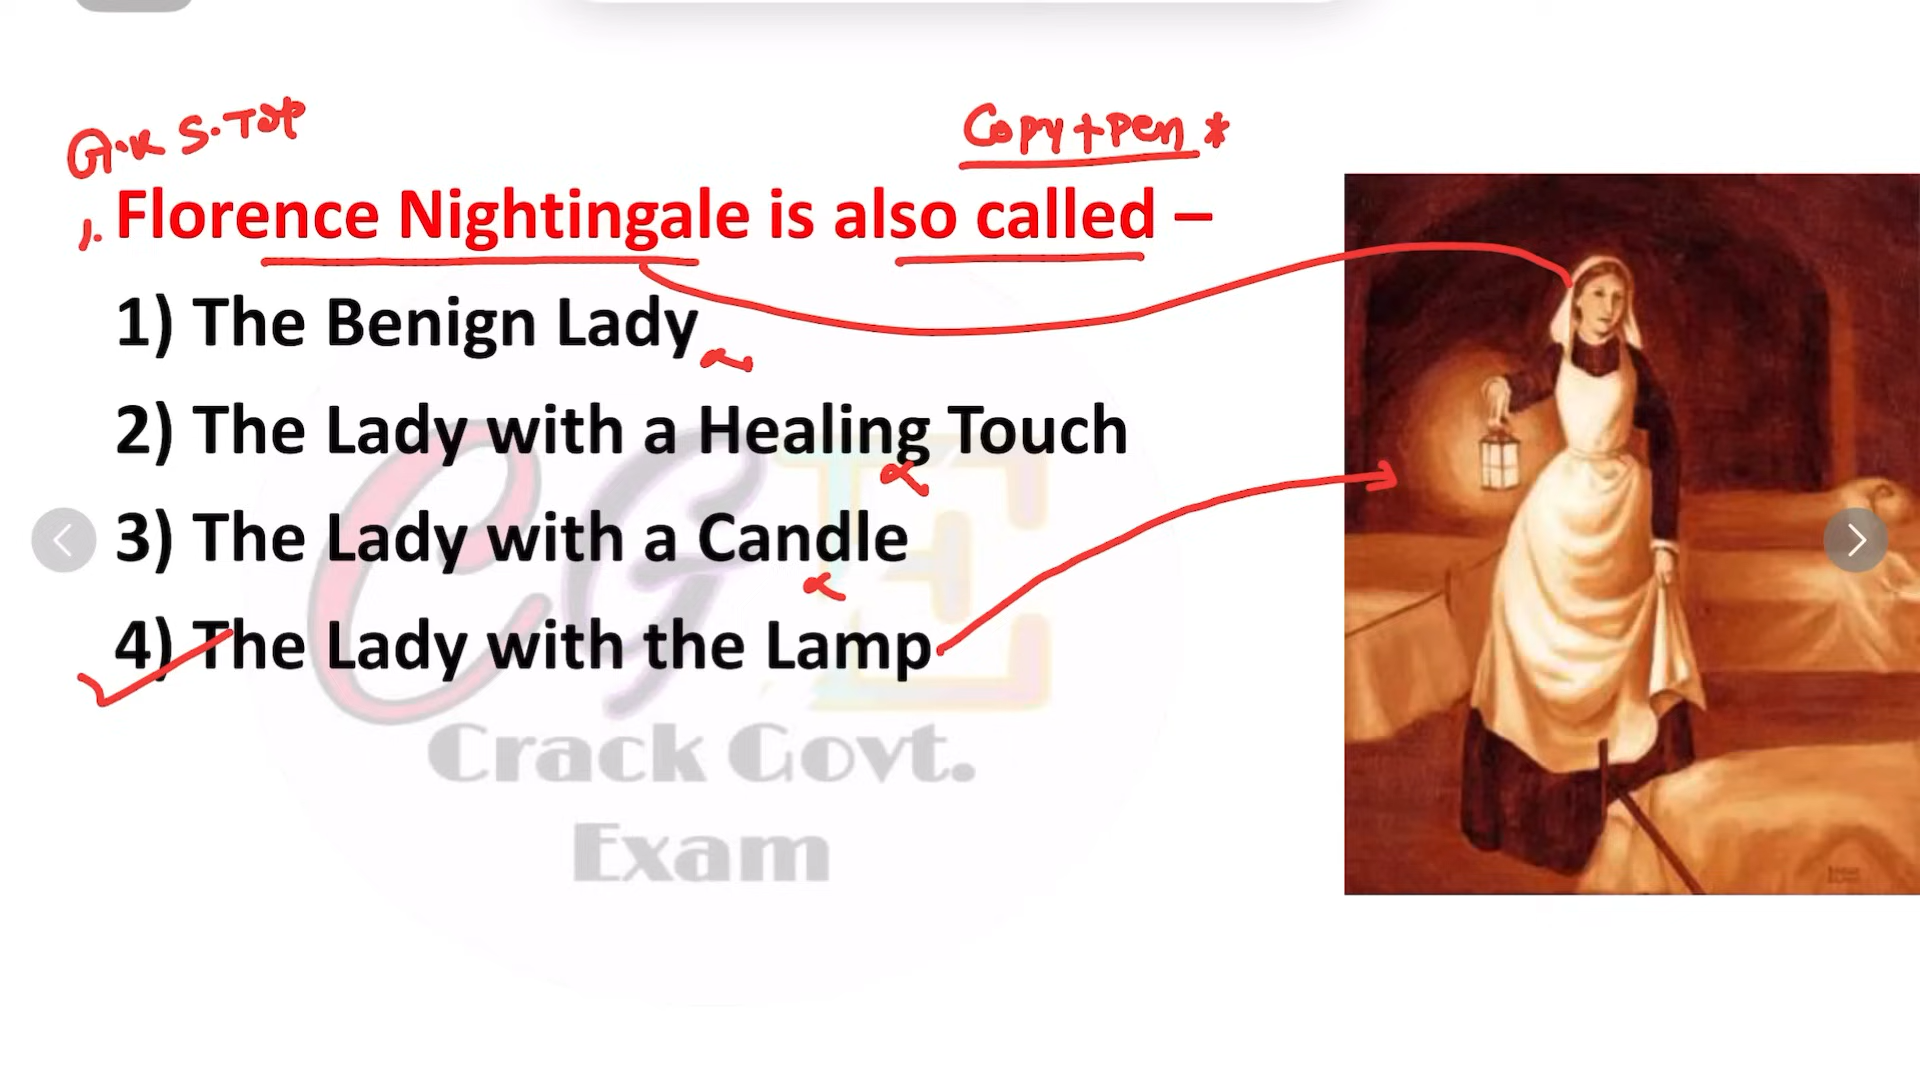 G.K S. Top
Copy+pen *
1. Florence Nightingale is also called –
1) The Benign Lady
2) The Lady with a Healing Touch
3) The Lady with a Candle
4) The Lady with the Lamp
CGE
Crack Govt.
Exam